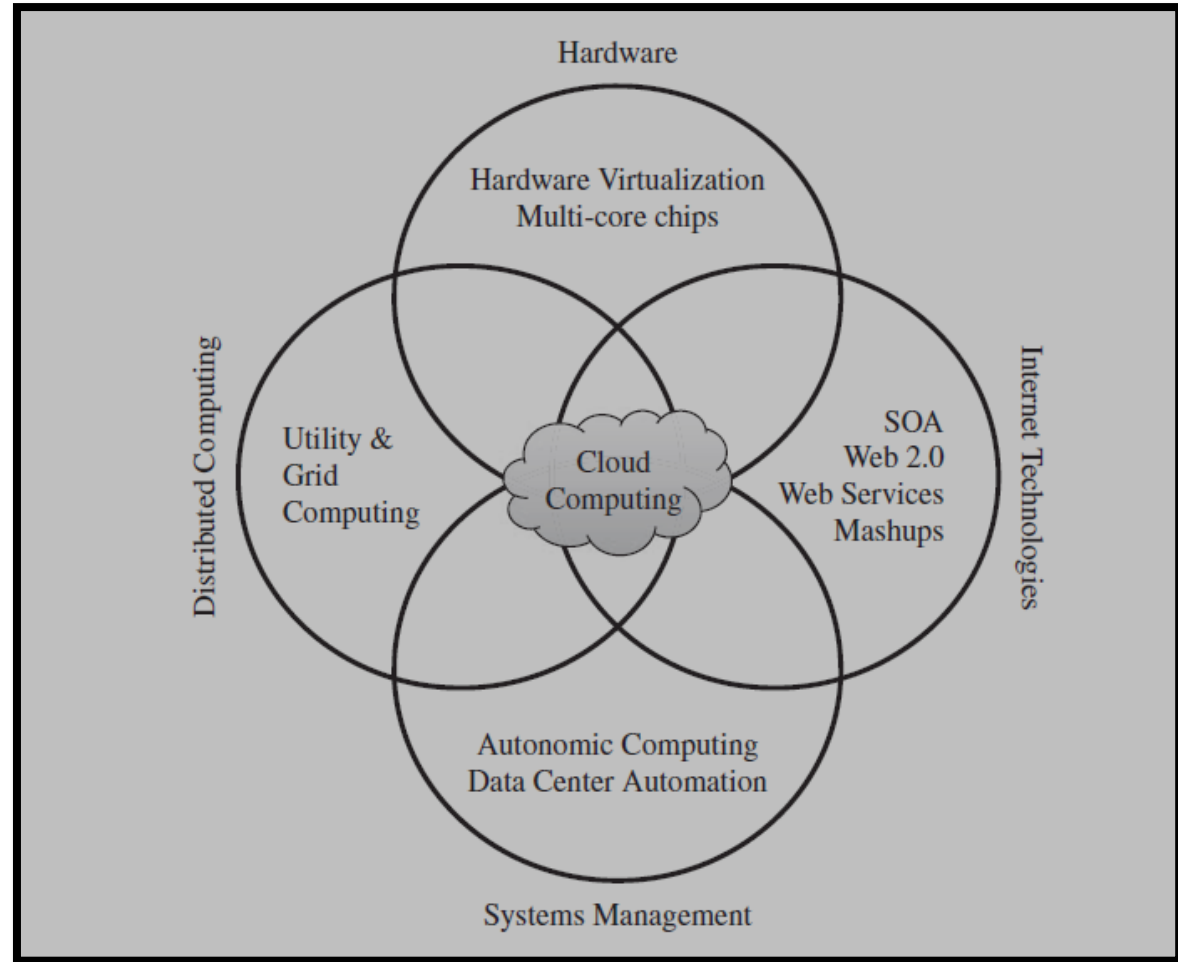 Hardware
Hardware Virtualization
Multi-core chips
Distributed Computing
Utility &
Grid
Computing
Cloud
Computing
SOA
Web 2.0
Web Services
Mashups
Internet Technologies
Autonomic Computing
Data Center Automation
Systems Management